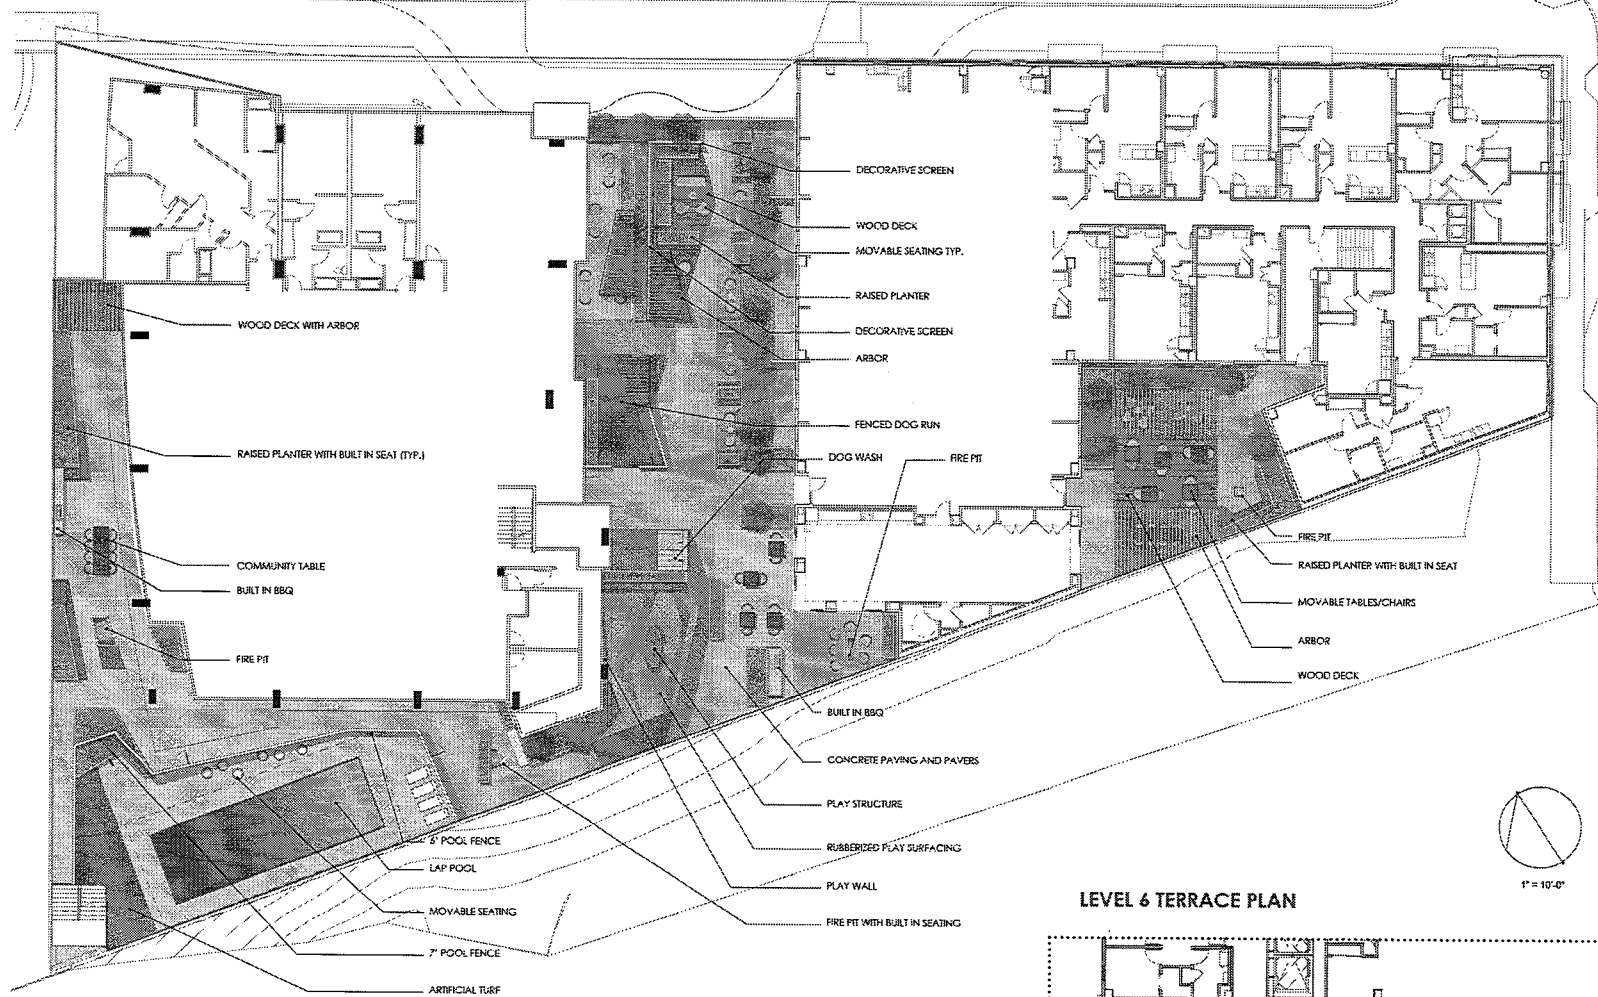 DECORATIVE SCREEN
WOOD DECK
MOVABLE SEATING TYP.
RAISED PLANTER
DECORATIVE SCREEN
ARBOR
FENCED DOG RUN
DOG WASH
FIRE PIT
WOOD DECK WITH ARBOR
RAISED PLANTER WITH BUILT IN SEAT (TYP.)
COMMUNITY TABLE
BUILT IN BBQ
FIRE PIT
FIRE PIT
RAISED PLANTER WITH BUILT IN SEAT
MOVABLE TABLES/CHAIRS
ARBOR
WOOD DECK
BUILT IN BBQ
CONCRETE PAVING AND PAVERS
PLAY STRUCTURE
RUBBERIZED PLAY SURFACING
PLAY WALL
FIRE PIT WITH BUILT IN SEATING
5' POOL FENCE
LAP POOL
MOVABLE SEATING
7' POOL FENCE
ARTIFICIAL TURF
1" = 10'-0"
LEVEL 6 TERRACE PLAN